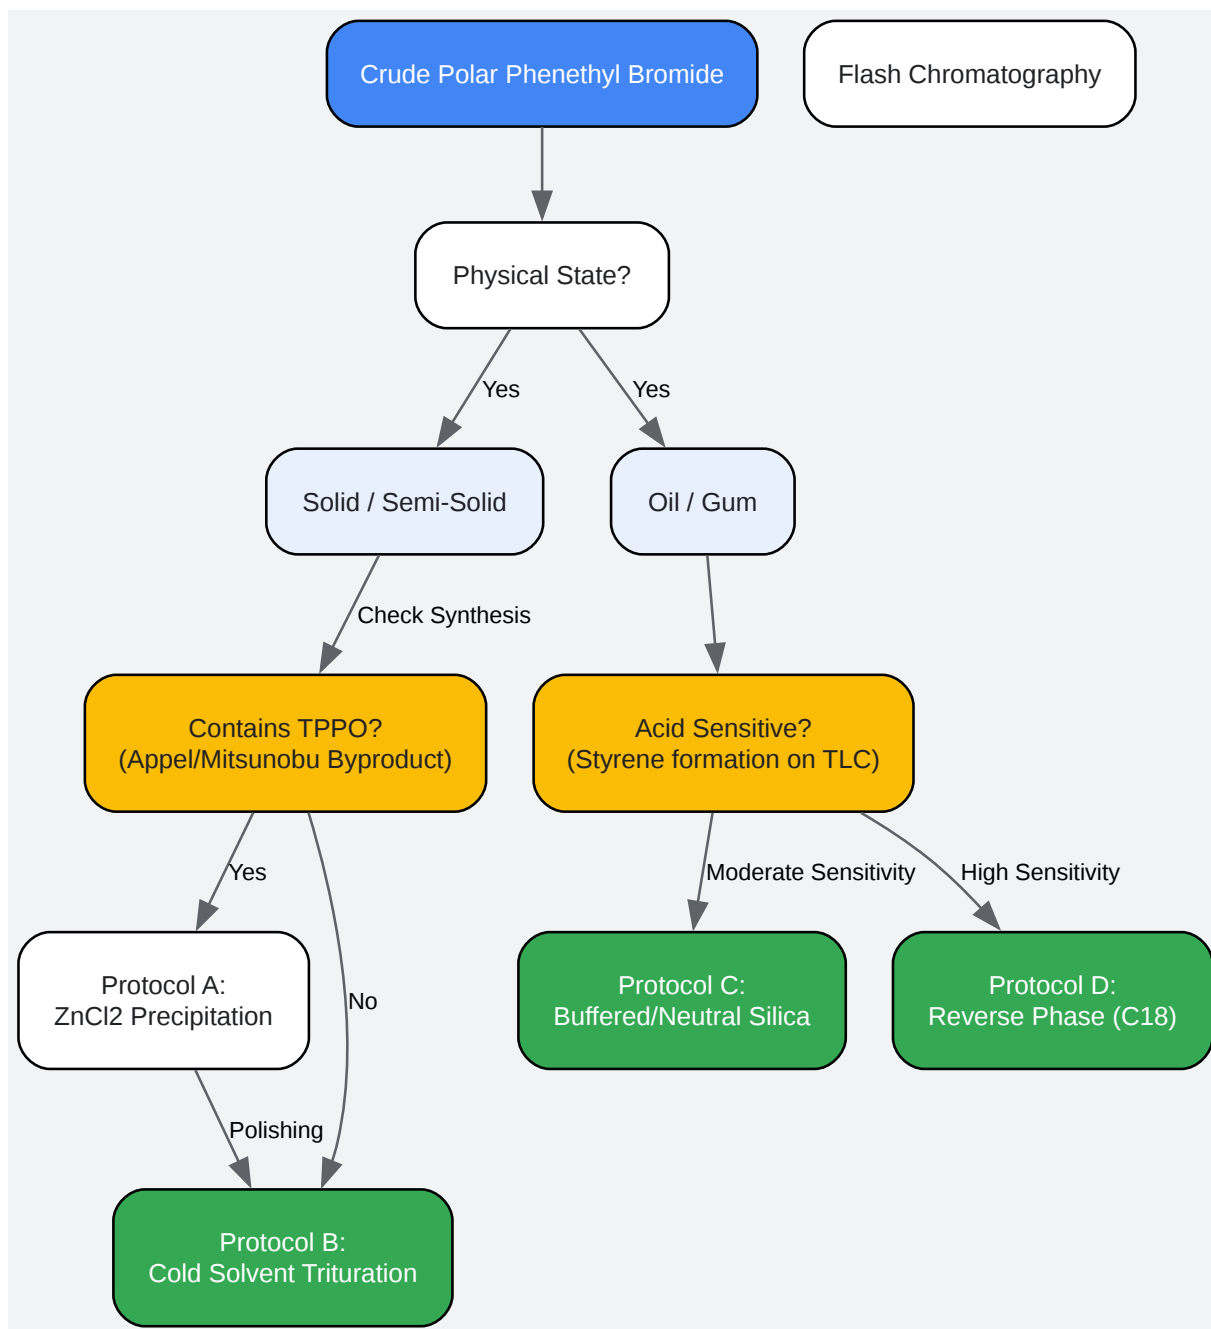 Crude Polar Phenethyl Bromide
Flash Chromatography
Physical State?
Yes
Yes
Solid / Semi-Solid
Oil / Gum
Check Synthesis
Contains TPPO?
(Appel/Mitsunobu Byproduct)
Acid Sensitive?
(Styrene formation on TLC)
Yes
Moderate Sensitivity
High Sensitivity
Protocol A:
ZnCl2 Precipitation
No
Protocol C:
Buffered/Neutral Silica
Protocol D:
Reverse Phase (C18)
Polishing
Protocol B:
Cold Solvent Trituration